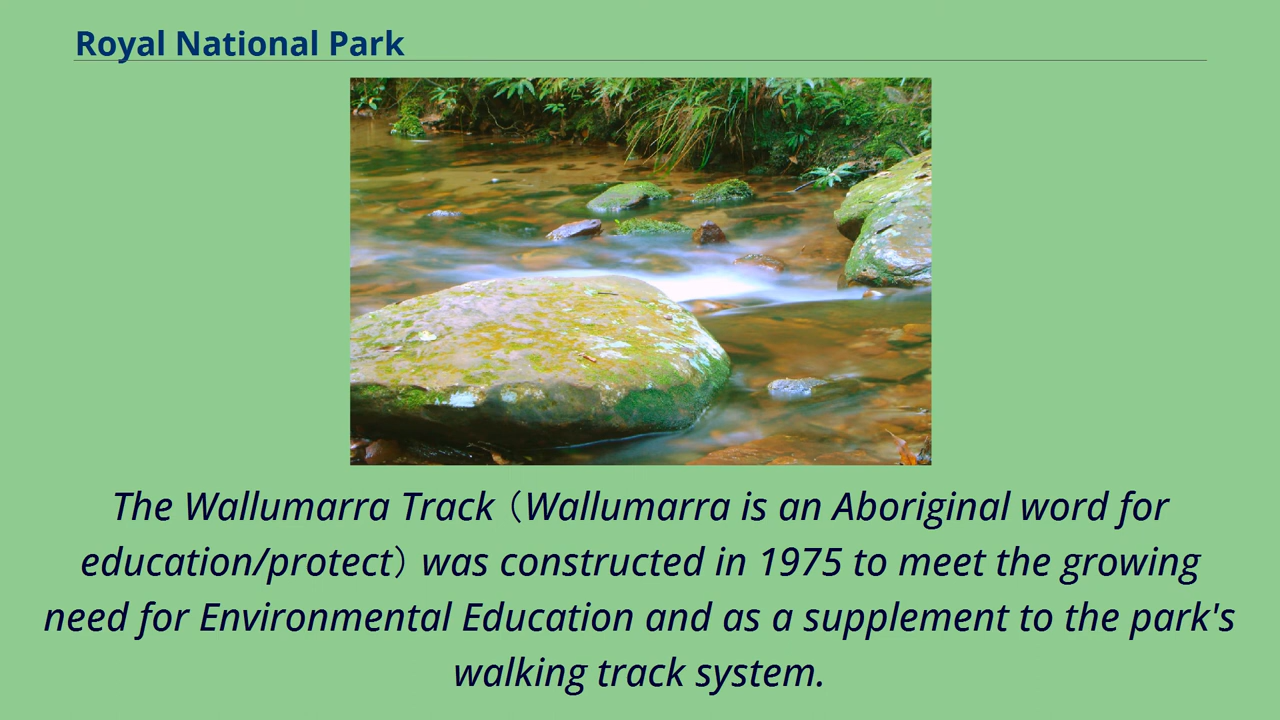 Royal National Park
The Wallumarra Track （Wallumarra is an Aboriginal word for
education/protect） was constructed in 1975 to meet the growing
need for Environmental Education and as a supplement to the park's
walking track system.